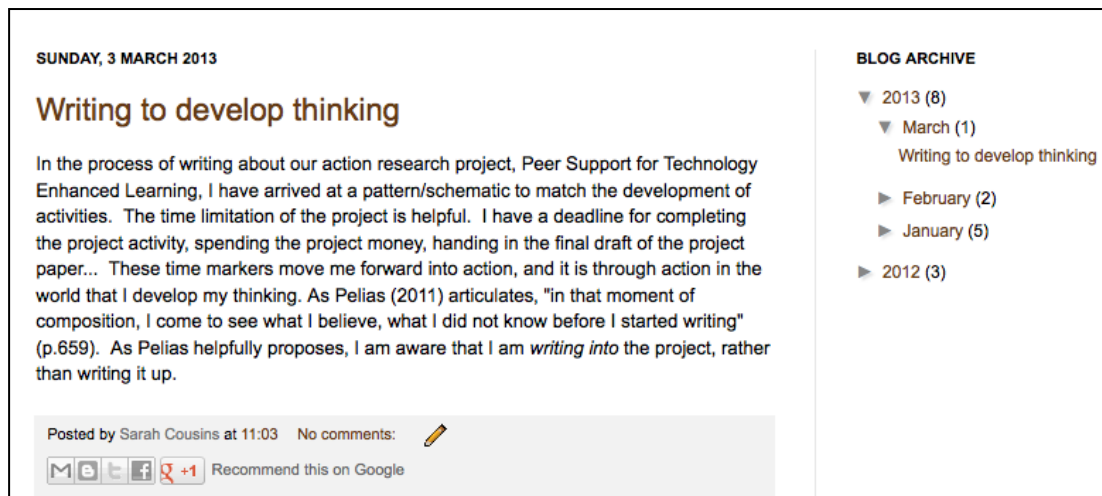 SUNDAY, 3 MARCH 2013
Writing to develop thinking
In the process of writing about our action research project, Peer Support for Technology
Enhanced Learning, I have arrived at a pattern/schematic to match the development of
activities.  The time limitation of the project is helpful.  I have a deadline for completing
the project activity, spending the project money, handing in the final draft of the project
paper...  These time markers move me forward into action, and it is through action in the
world that I develop my thinking. As Pelias (2011) articulates, "in that moment of
composition, I come to see what I believe, what I did not know before I started writing"
(p.659).  As Pelias helpfully proposes, I am aware that I am writing into the project, rather
than writing it up.
Posted by Sarah Cousins at 11:03 No comments:
g +1 Recommend this on Google
BLOG ARCHIVE
▼ 2013 (8)
▼ March (1)
Writing to develop thinking
► February (2)
► January (5)
► 2012 (3)